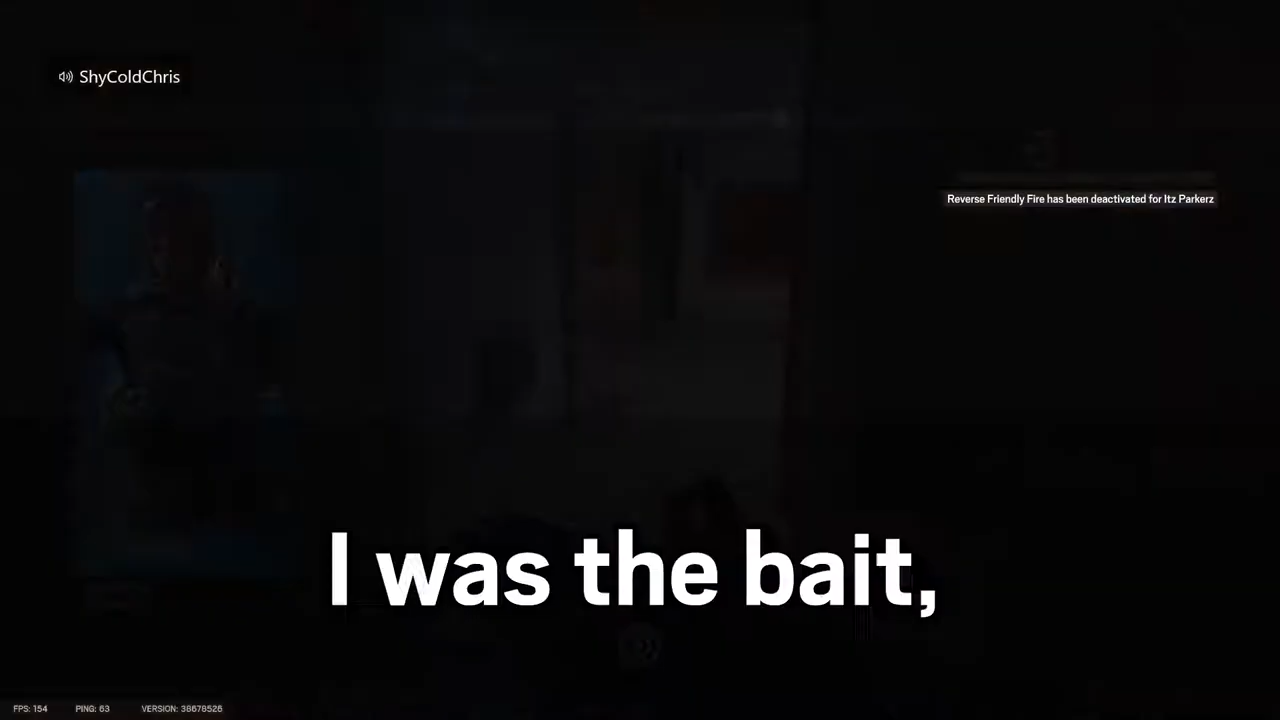 ShyColdChris
Reverse Friendly Fire has been deactivated for Itz Parkerz
I was the bait,
FPS: 154 PING: 63 VERSION: 38678526